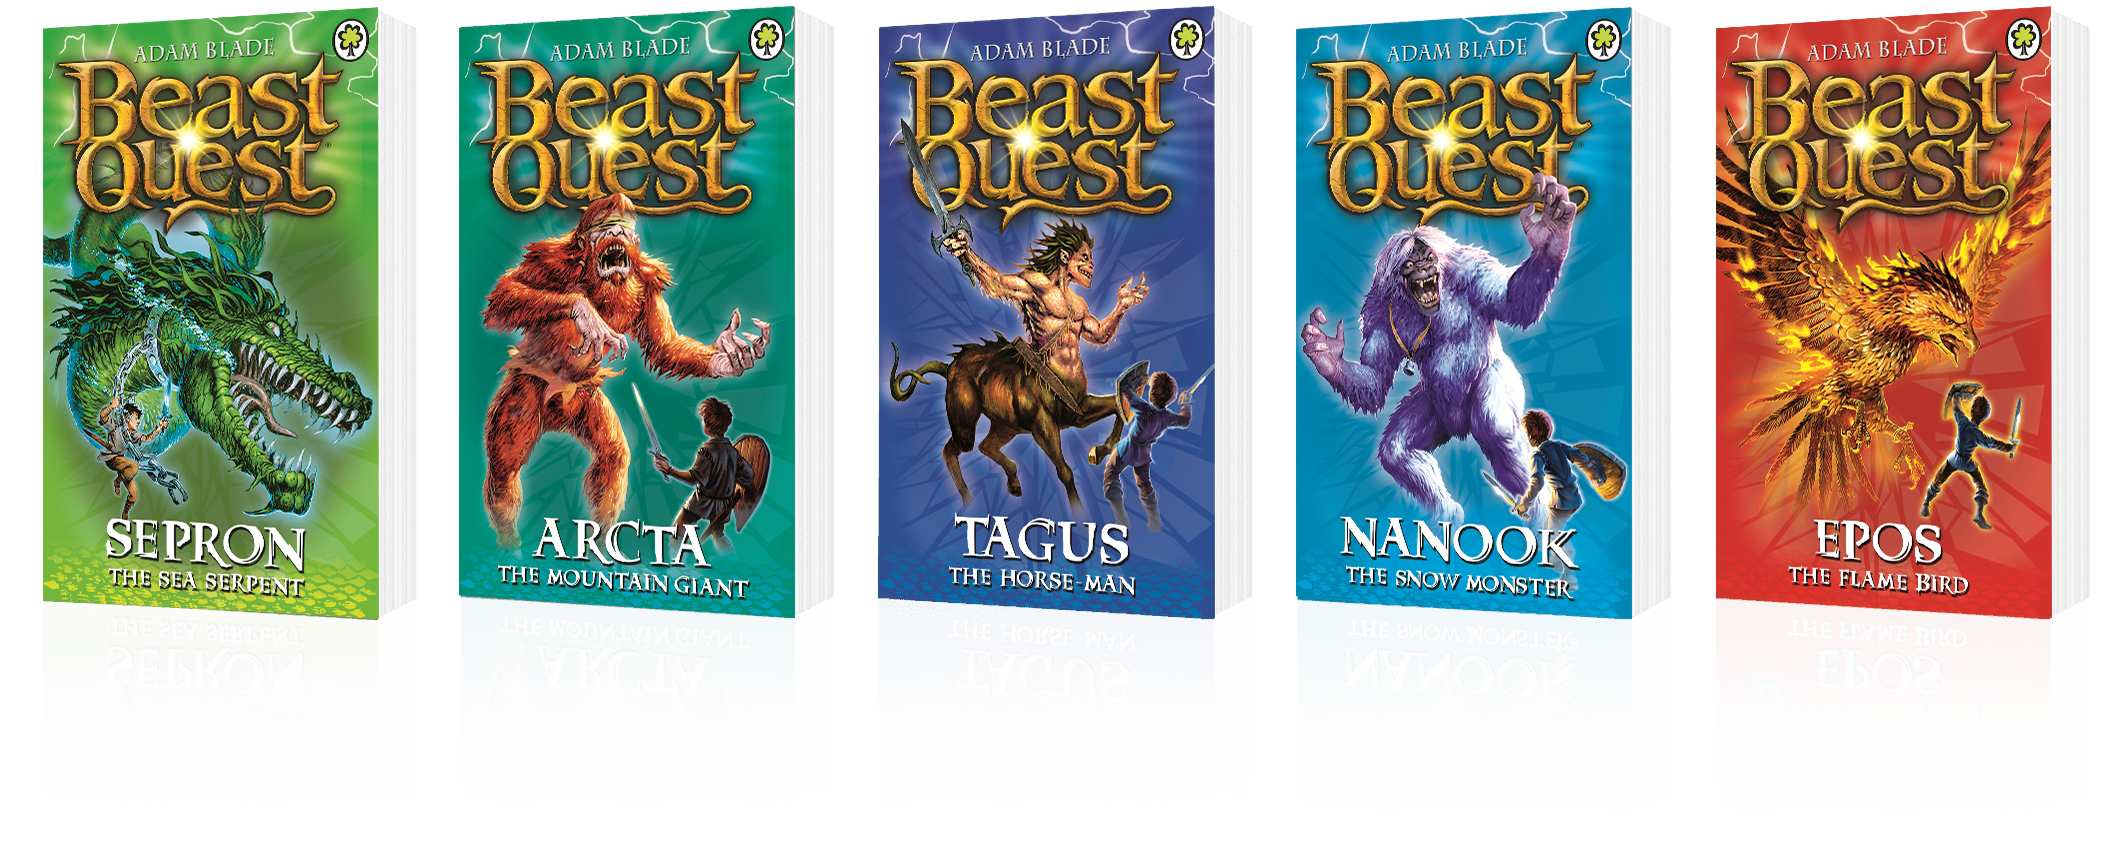 ADAM BLADE
Beast
Quest
SEPRON
THE SEA SERPENT
ADAM BLADE
Beast
Quest
ARCTA
THE MOUNTAIN GIANT
ADAM BLADE
Beast
Quest
TAGUS
THE HORSE-MAN
ADAM BLADE
Beast
Quest
NANOOK
THE SNOW MONSTER
ADAM BLADE
Beast
Quest
EPOS
THE FLAME BIRD